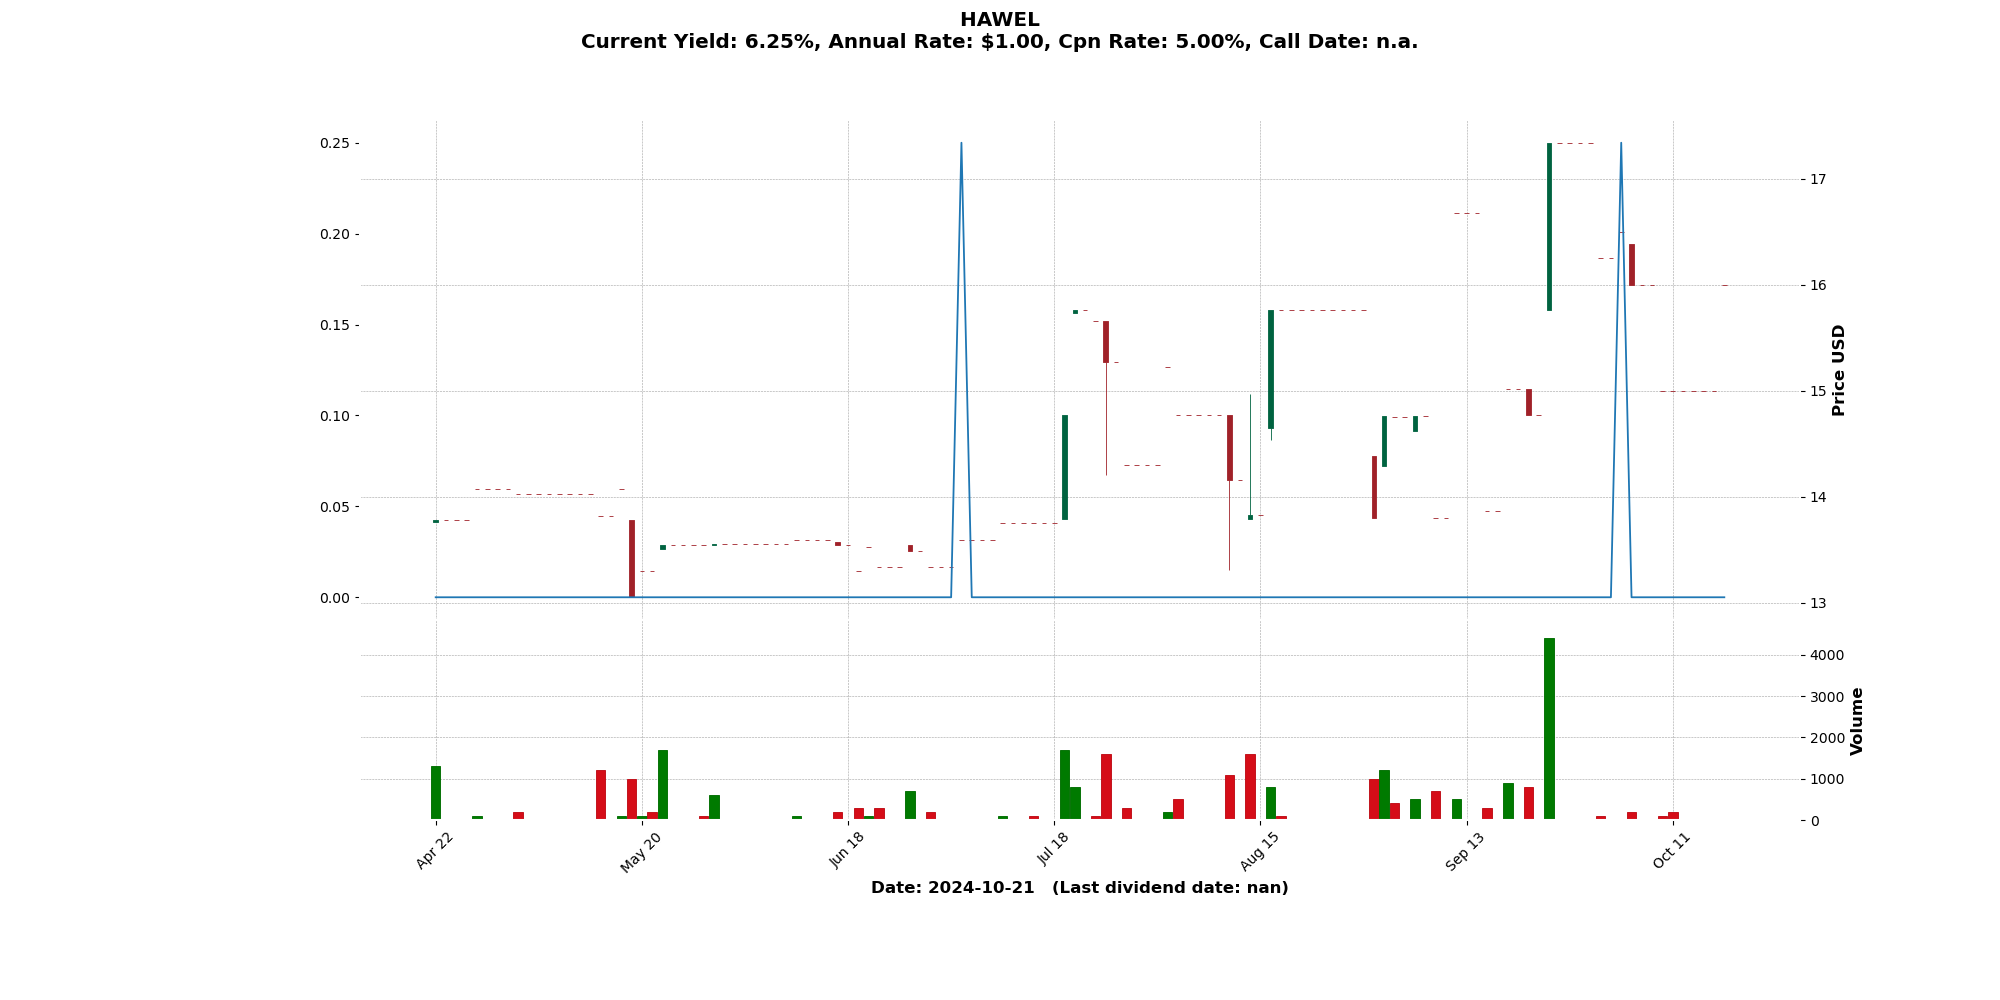 HAWEL
Current Yield: 6.25%, Annual Rate: $1.00, Cpn Rate: 5.00%, Call Date: n.a.
0.25
0.20
0.15
0.10
0.05
0.00
17
16
15
14
13
Price USD
4000
3000
2000
1000
0
Volume
Apr 22
May 20
Jun 18
Jul 18
Aug 15
Sep 13
Oct 11
Date: 2024-10-21 (Last dividend date: nan)